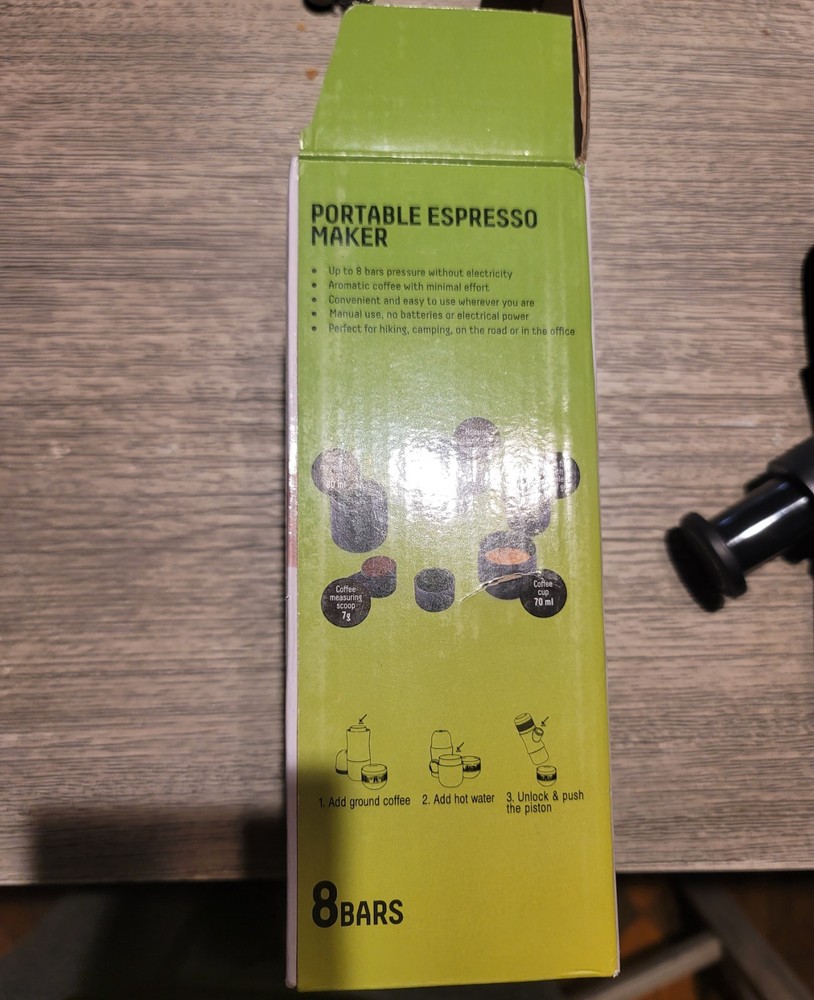 PORTABLE ESPRESSO
MAKER
• Up to 8 bars pressure without electricity
• Aromatic coffee with minimal effort
• Convenient and easy to use wherever you are
• Manual use, no batteries or electrical power
• Perfect for hiking, camping, on the road or in the office
Coffee
measuring
scoop
7g
Coffee
cup
70 ml
1. Add ground coffee
2. Add hot water
3. Unlock & push
the piston
8BARS